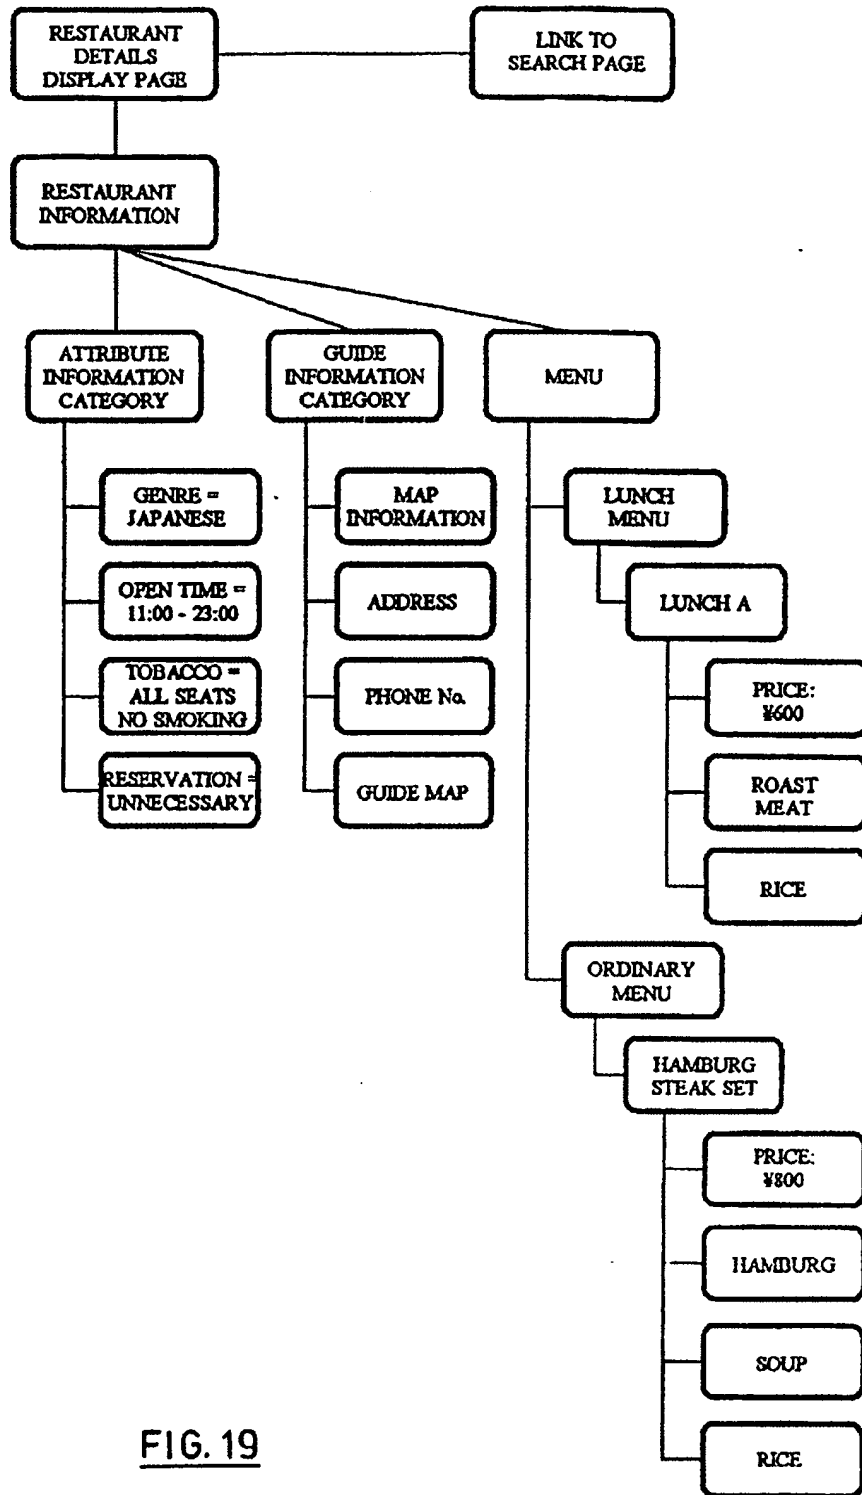 RESTAURANT
DETAILS
DISPLAY PAGE
LINK TO
SEARCH PAGE
RESTAURANT
INFORMATION
ATTRIBUTE
INFORMATION
CATEGORY
GUIDE
INFORMATION
CATEGORY
MENU
GENRE =
JAPANESE
OPEN TIME =
11:00 - 23:00
TOBACCO =
ALL SEATS
NO SMOKING
RESERVATION =
UNNECESSARY
MAP
INFORMATION
ADDRESS
PHONE No.
GUIDE MAP
LUNCH
MENU
LUNCH A
PRICE:
¥600
ROAST
MEAT
RICE
ORDINARY
MENU
HAMBURG
STEAK SET
PRICE:
¥800
HAMBURG
SOUP
RICE
FIG. 19